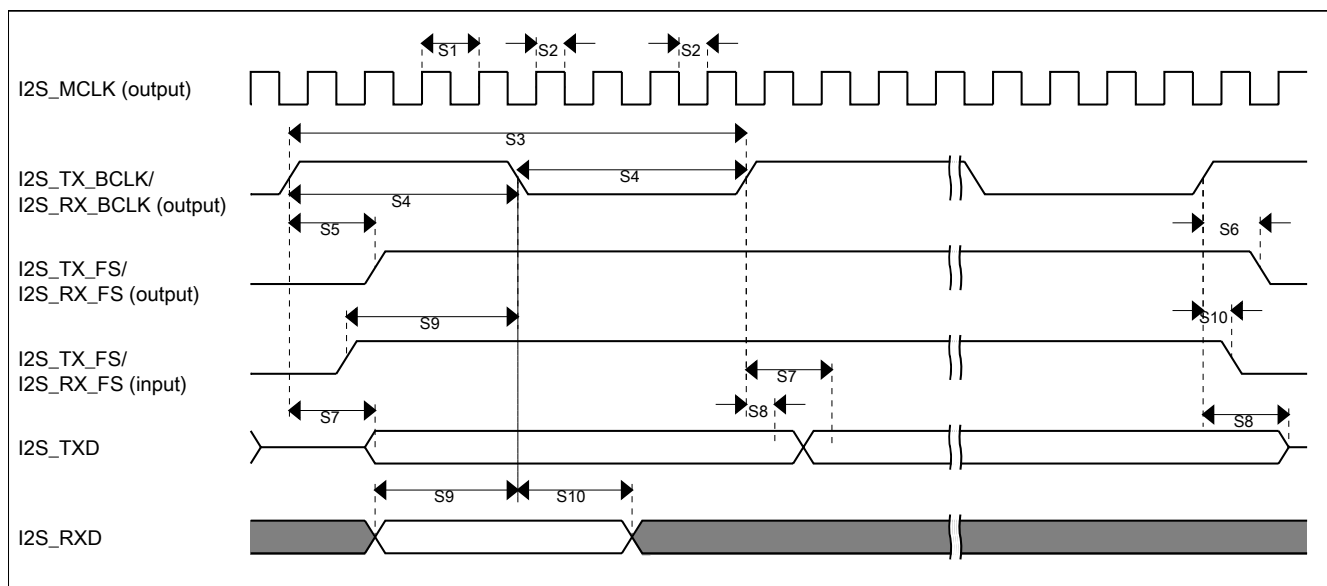 S1
S2
S2
I2S_MCLK (output)
S3
I2S_TX_BCLK/
I2S_RX_BCLK (output)
S4
S4
S5
S6
I2S_TX_FS/
I2S_RX_FS (output)
S9
S10
I2S_TX_FS/
I2S_RX_FS (input)
S7
S7
S8
S8
I2S_TXD
S9
S10
I2S_RXD